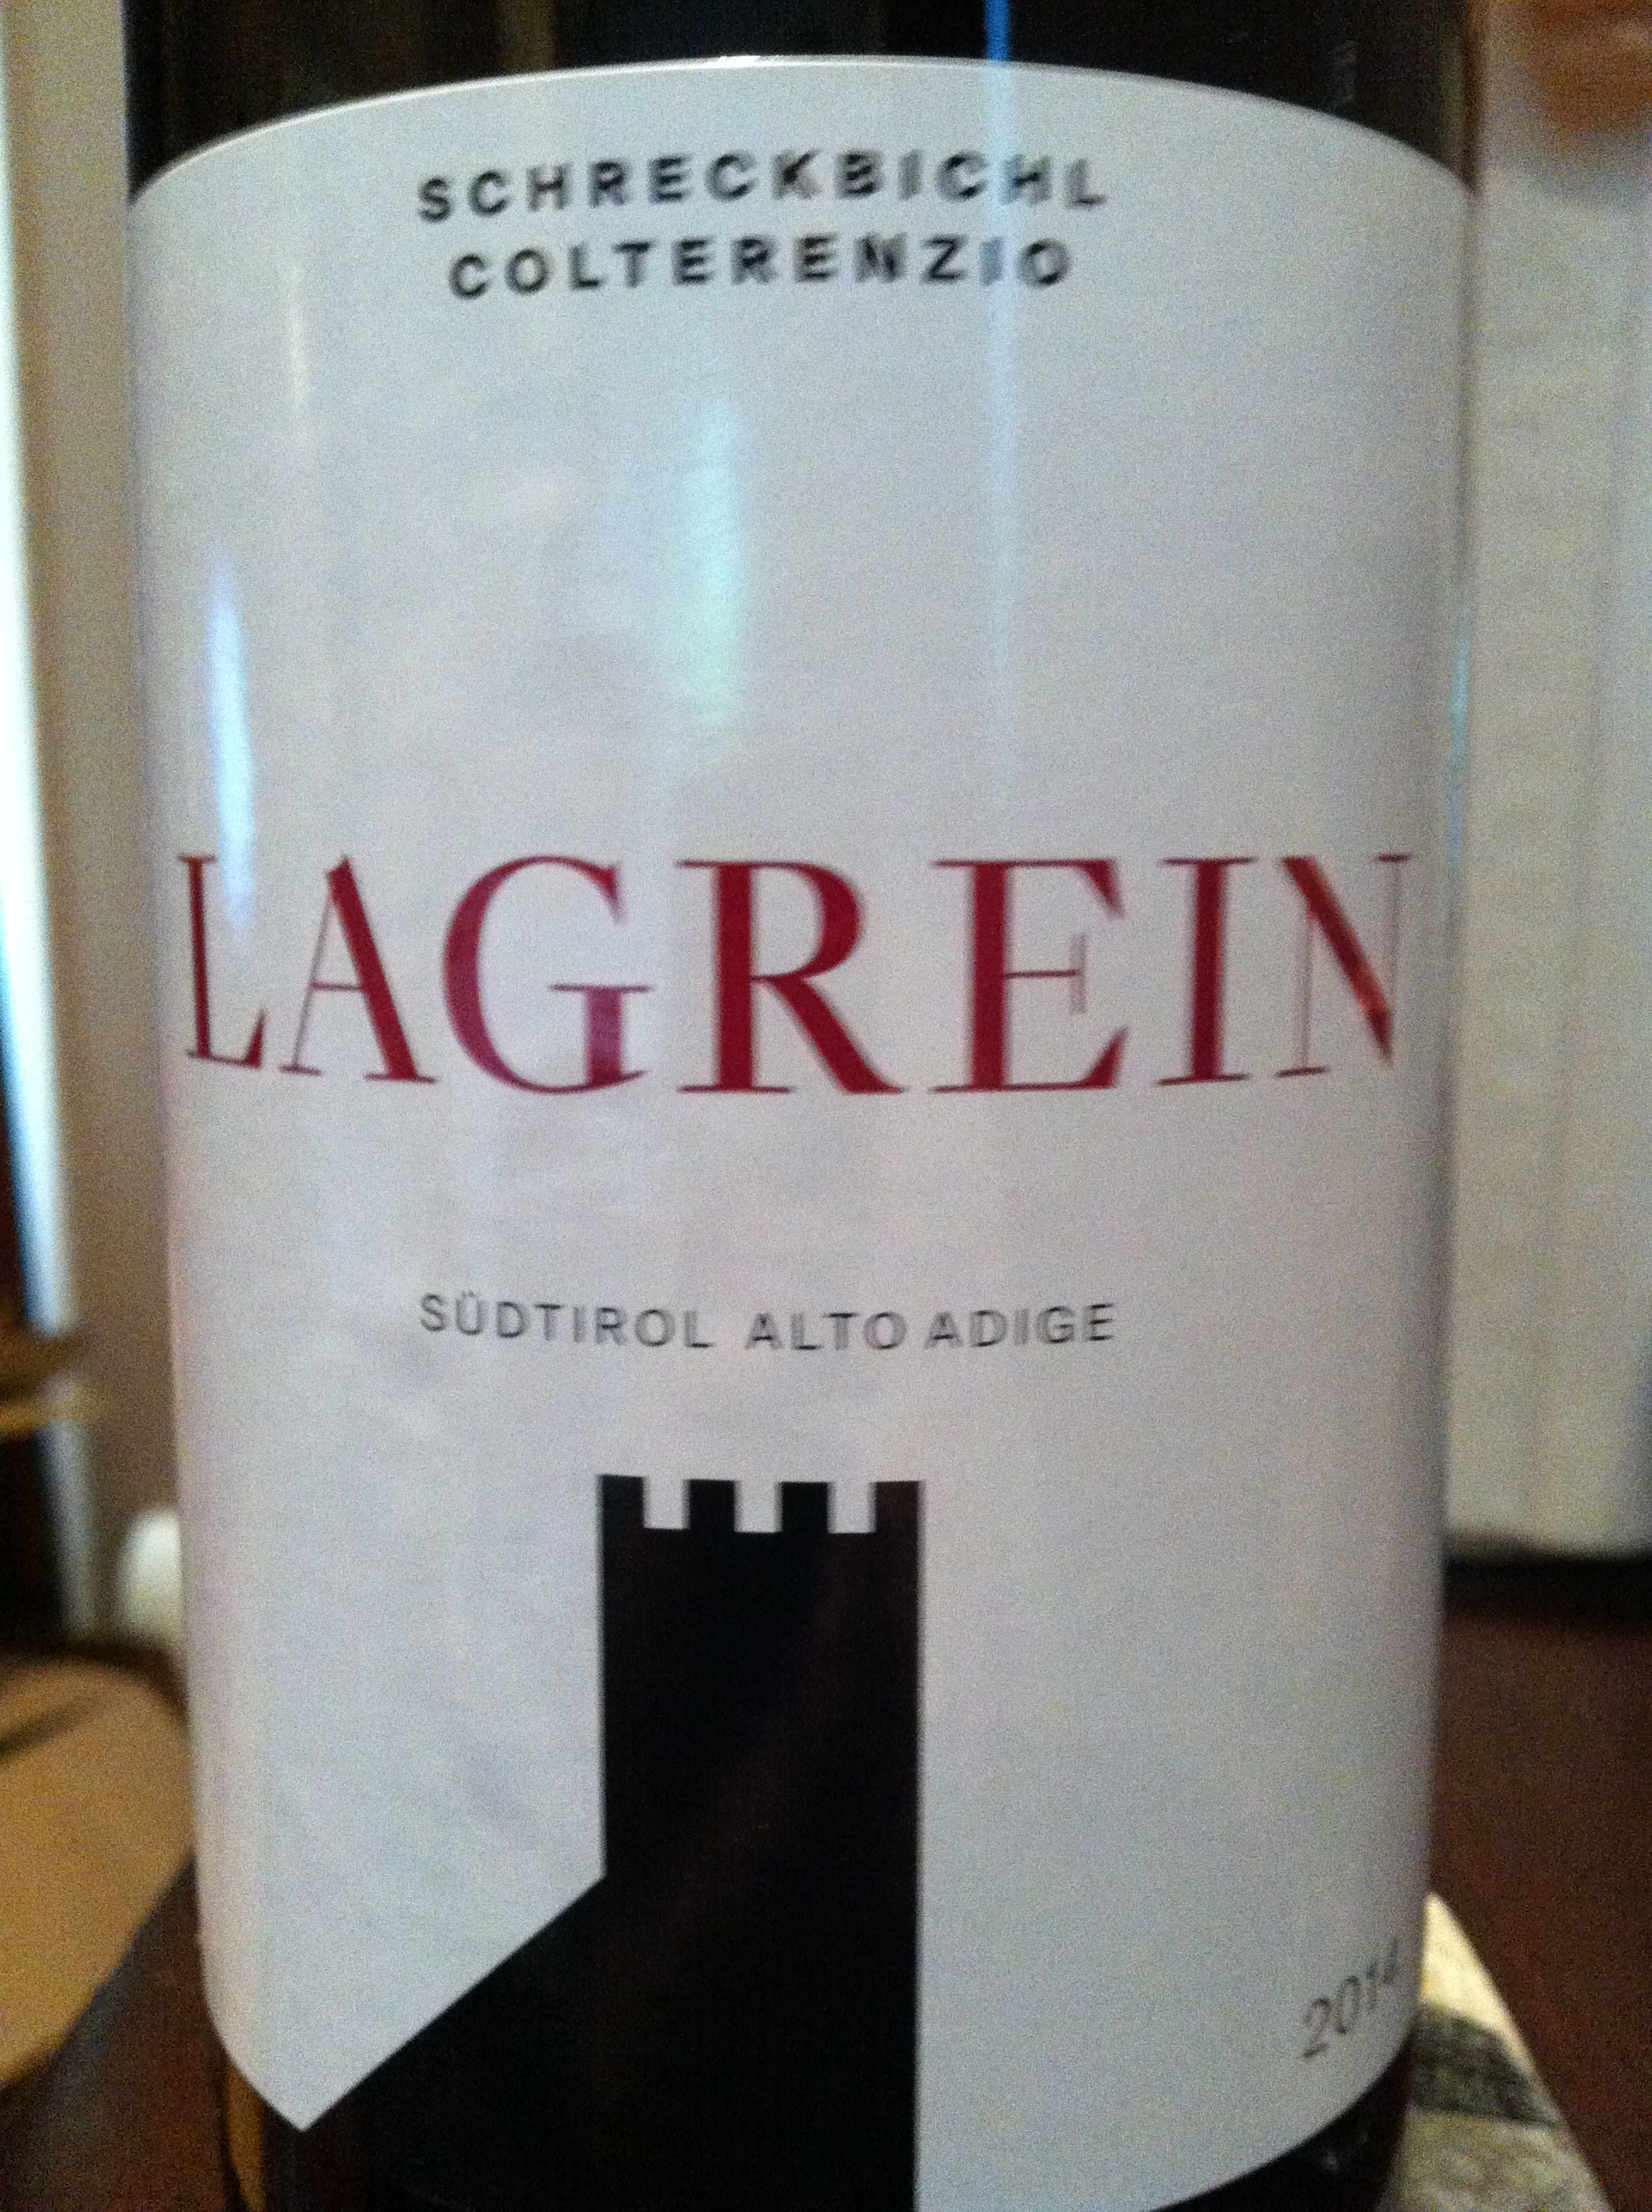 SCHRECKBICHL
COLTERENZIO
LAGREIN
SÜDTIROL ALTO ADIGE
2014